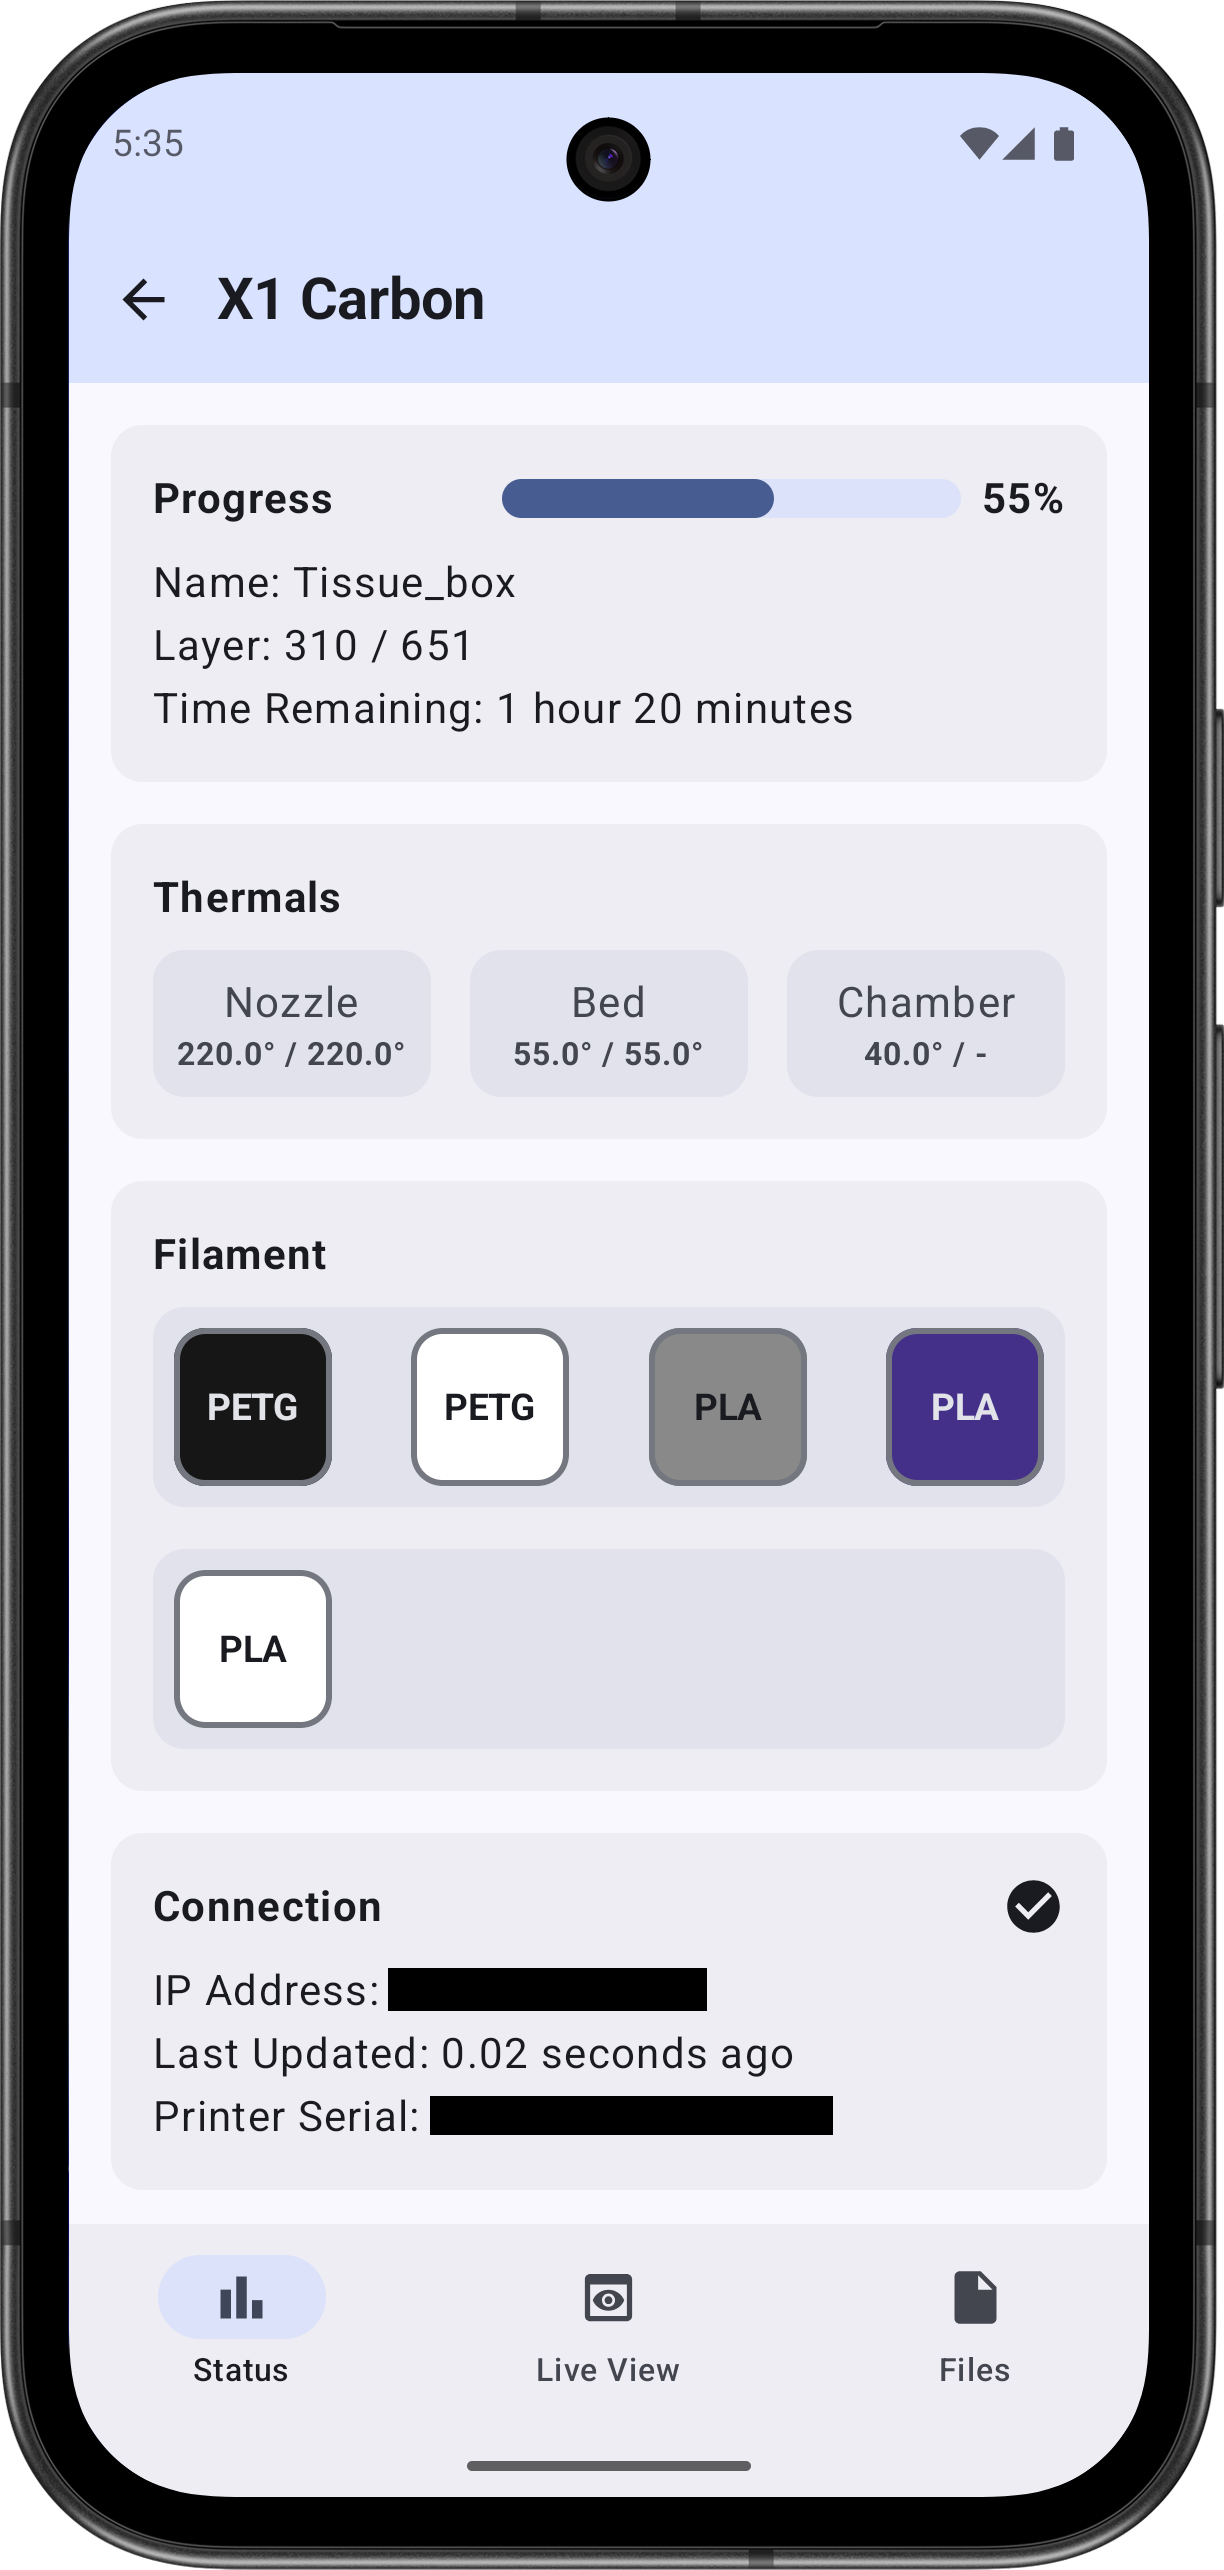 5:35
X1 Carbon
Progress 55%
Name: Tissue_box
Layer: 310 / 651
Time Remaining: 1 hour 20 minutes
Thermals
Nozzle Bed Chamber
220.0° / 220.0° 55.0° / 55.0° 40.0° / -
Filament
PETG PETG PLA PLA
PLA
Connection
IP Address:
Last Updated: 0.02 seconds ago
Printer Serial:
Status Live View Files